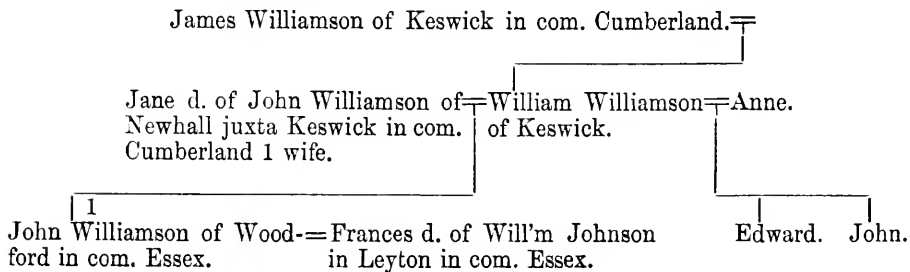 James Williamson of Keswick in com. Cumberland.=
Jane d. of John Williamson of=William Williamson=Anne.
Newhall juxta Keswick in com. of Keswick.
Cumberland 1 wife.
1
John Williamson of Wood-=Frances d. of Will'm Johnson Edward. John.
ford in com. Essex. in Leyton in com. Essex.